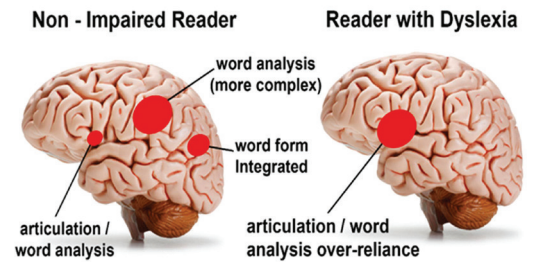 Non - Impaired Reader
Reader with Dyslexia
word analysis
(more complex)
word form
Integrated
articulation /
word analysis
articulation / word
analysis over-reliance